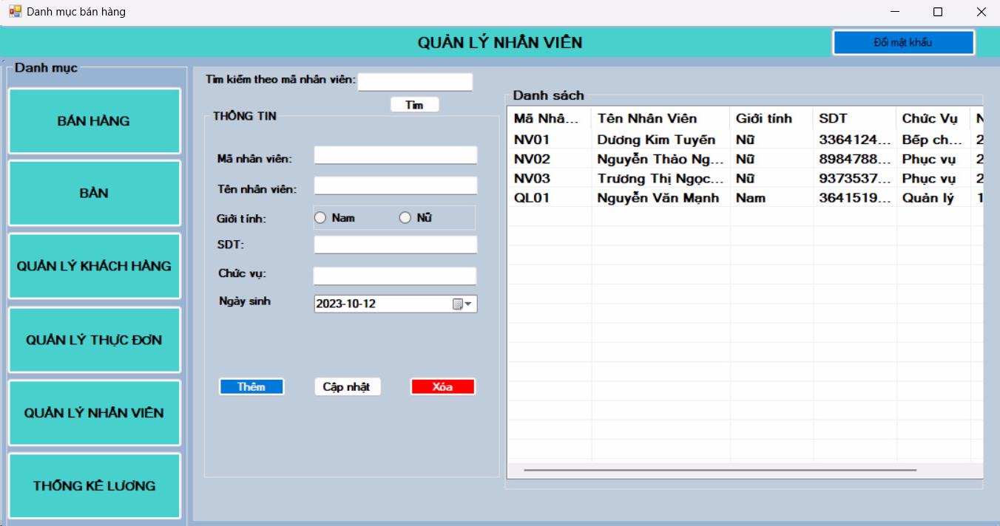 Danh mục bán hàng
QUẢN LÝ NHÂN VIÊN
Đổi mật khẩu
Danh mục
BÁN HÀNG
BÀN
QUẢN LÝ KHÁCH HÀNG
QUẢN LÝ THỰC ĐƠN
QUẢN LÝ NHÂN VIÊN
THỐNG KÊ LƯƠNG
Tìm kiếm theo mã nhân viên:
Tìm
THÔNG TIN
Mã nhân viên:
Tên nhân viên:
Giới tính:
Nam Nữ
SDT:
Chức vụ:
Ngày sinh
2023-10-12
Thêm Cập nhật Xóa
Danh sách
Mã Nhâ... Tên Nhân Viên Giới tính SDT Chức Vụ N
NV01 Dương Kim Tuyến Nữ 3364124... Bếp ch... 2
NV02 Nguyễn Thảo Ng... Nữ 8984788... Phục vụ 2
NV03 Trương Thị Ngọc... Nữ 9373537... Phục vụ 2
QL01 Nguyễn Văn Mạnh Nam 3641519... Quản lý 1